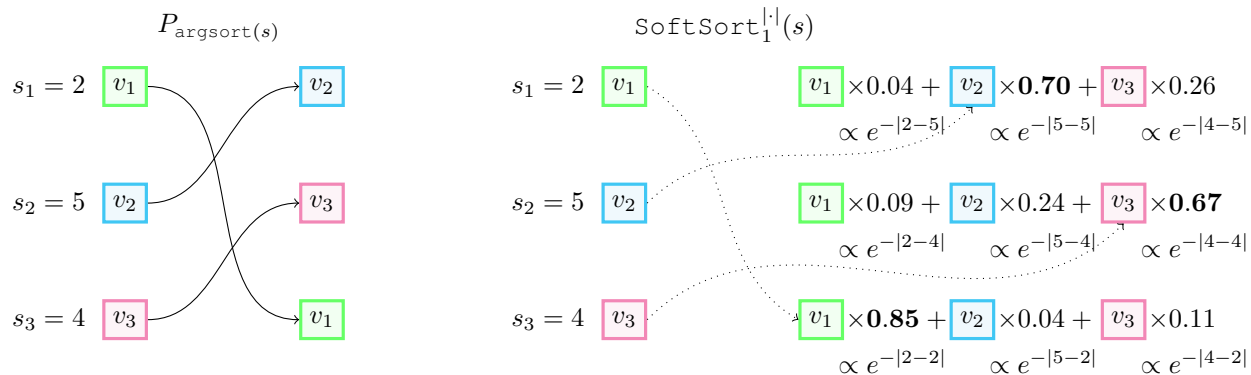 P_{argsort(s)} SoftSort_1^{|·|}(s)
s_1 = 2 v_1 v_2 s_1 = 2 v_1 v_1 ×0.04 + v_2 ×0.70 + v_3 ×0.26
∝ e^{−|2−5|} ∝ e^{−|5−5|} ∝ e^{−|4−5|}
s_2 = 5 v_2 v_3 s_2 = 5 v_2 v_1 ×0.09 + v_2 ×0.24 + v_3 ×0.67
∝ e^{−|2−4|} ∝ e^{−|5−4|} ∝ e^{−|4−4|}
s_3 = 4 v_3 v_1 s_3 = 4 v_3 v_1 ×0.85 + v_2 ×0.04 + v_3 ×0.11
∝ e^{−|2−2|} ∝ e^{−|5−2|} ∝ e^{−|4−2|}